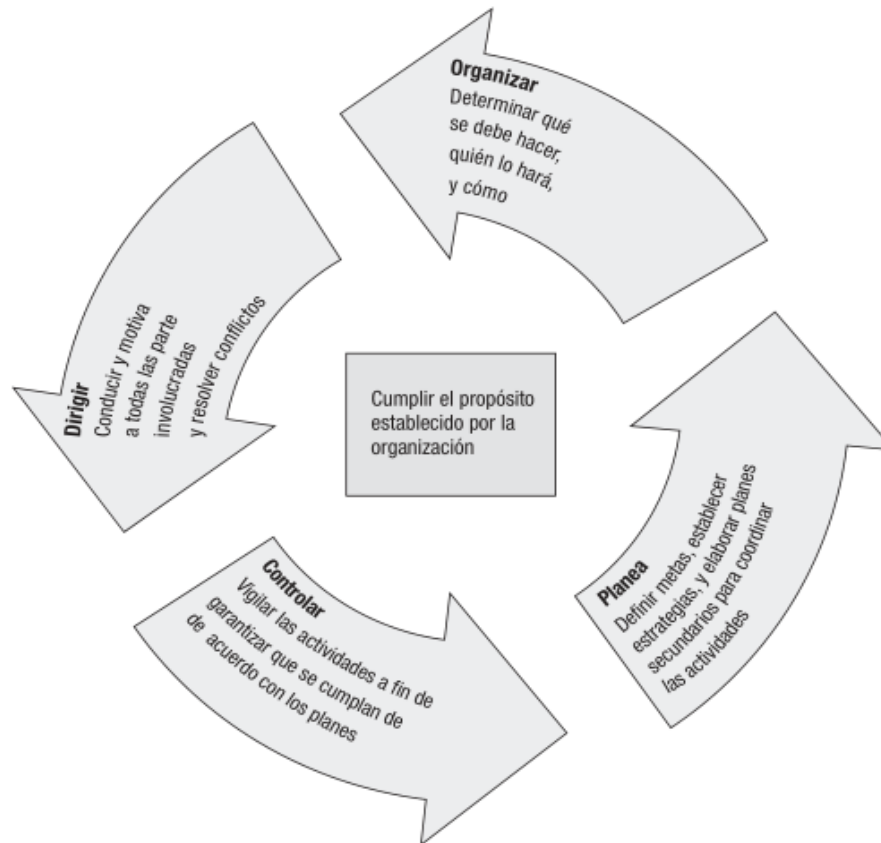 Organizar
Determinar qué
se debe hacer,
quién lo hará,
y cómo
Dirigir
Conducir y motiva
a todas las parte
involucradas
y resolver conflictos
Cumplir el propósito
establecido por la
organización
Planea
Definir metas, establecer
estrategias, y elaborar planes
secundarios para coordinar
las actividades
Controlar
Vigilar las actividades a fin de
garantizar que se cumplan de
de acuerdo con los planes